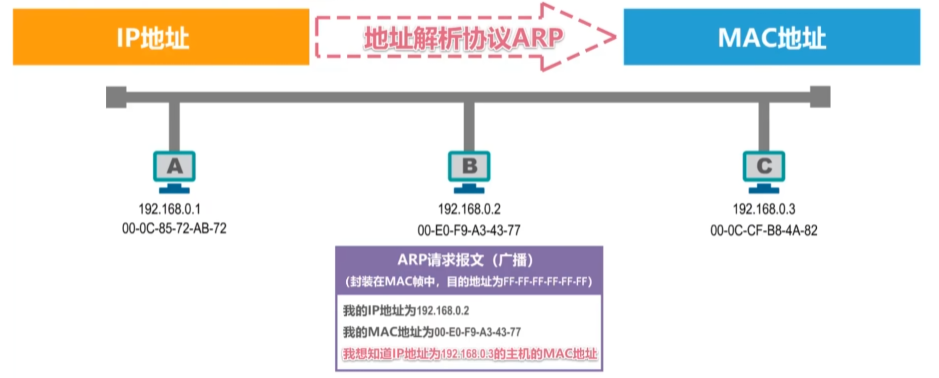 IP地址
地址解析协议ARP
MAC地址
A
B
C
192.168.0.1
00-0C-85-72-AB-72
192.168.0.2
00-E0-F9-A3-43-77
192.168.0.3
00-0C-CF-B8-4A-82
ARP请求报文（广播）
（封装在MAC帧中，目的地址为FF-FF-FF-FF-FF-FF）
我的IP地址为192.168.0.2
我的MAC地址为00-E0-F9-A3-43-77
我想知道IP地址为192.168.0.3的主机的MAC地址